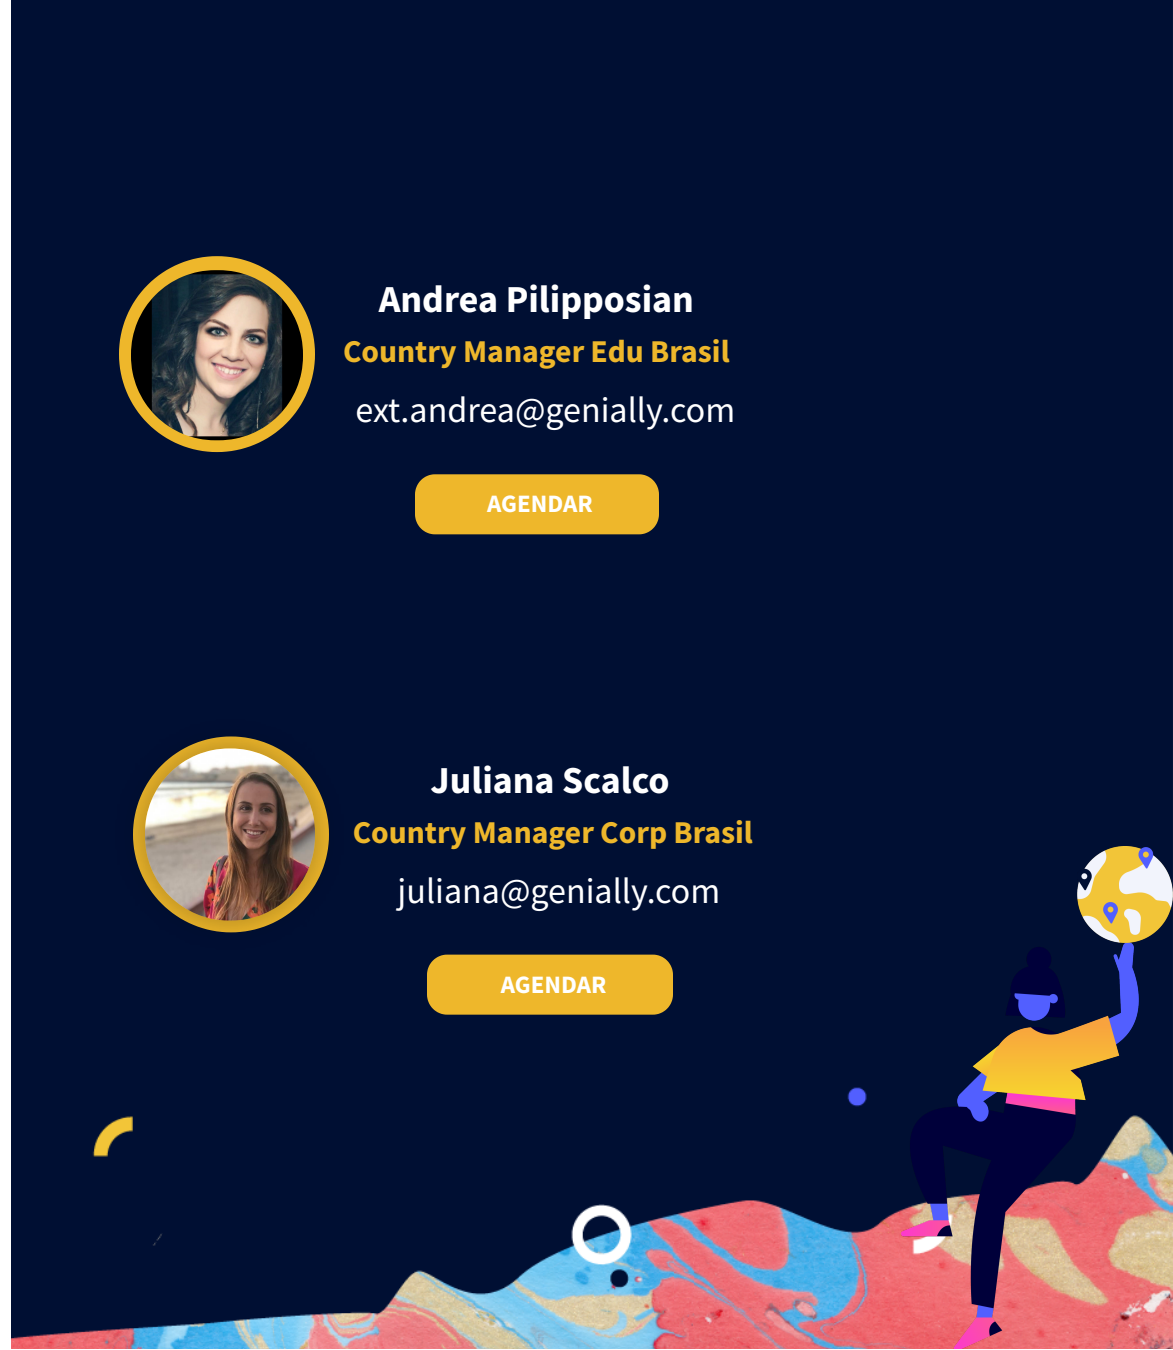 Andrea Pilipposian
Country Manager Edu Brasil
ext.andrea@genially.com
AGENDAR
Juliana Scalco
Country Manager Corp Brasil
juliana@genially.com
AGENDAR